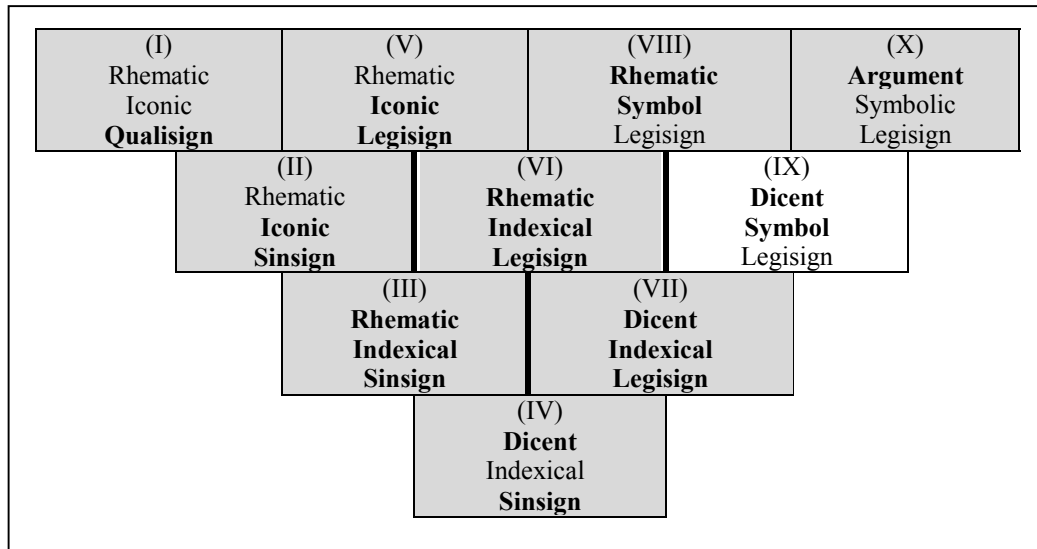 (I)
Rhematic
Iconic
Qualisign
(V)
Rhematic
Iconic
Legisign
(VIII)
Rhematic
Symbol
Legisign
(X)
Argument
Symbolic
Legisign
(II)
Rhematic
Iconic
Sinsign
(VI)
Rhematic
Indexical
Legisign
(IX)
Dicent
Symbol
Legisign
(III)
Rhematic
Indexical
Sinsign
(VII)
Dicent
Indexical
Legisign
(IV)
Dicent
Indexical
Sinsign